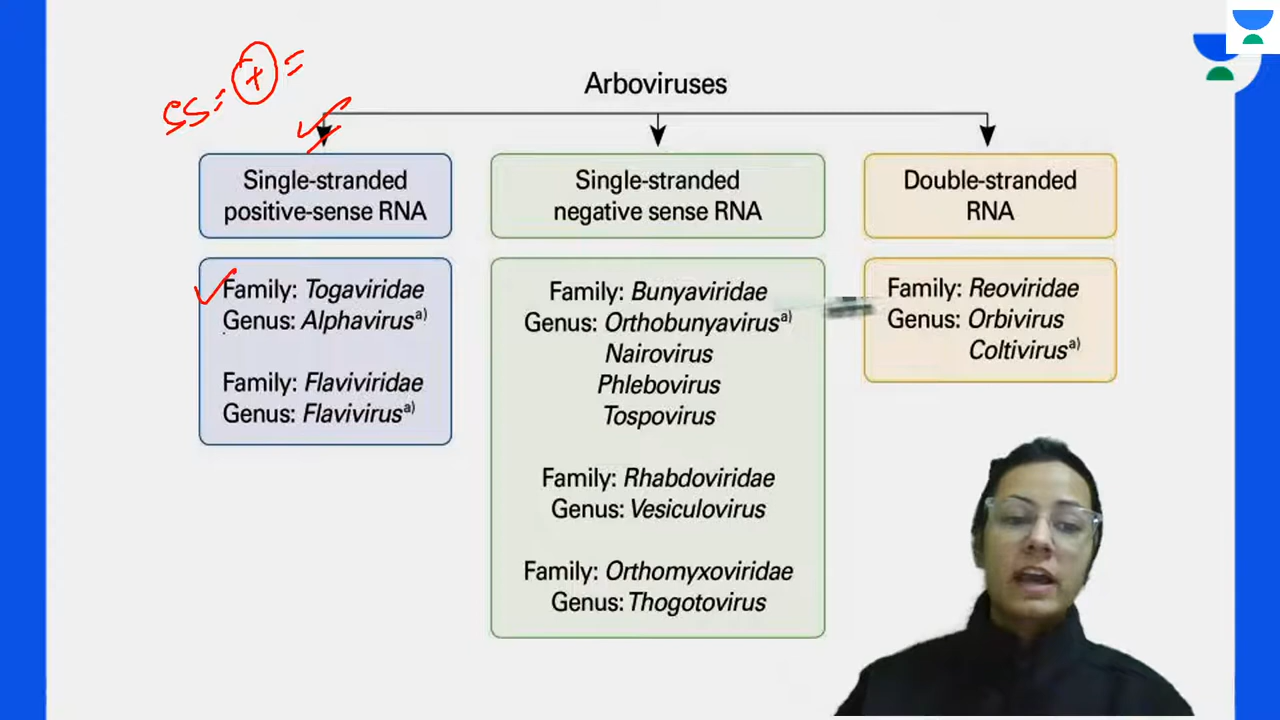 SS = + =
Arboviruses
Single-stranded
positive-sense RNA
Family: Togaviridae
Genus: Alphavirusᵃ⁾
Family: Flaviviridae
Genus: Flavivirusᵃ⁾
Single-stranded
negative sense RNA
Family: Bunyaviridae
Genus: Orthobunyavirusᵃ⁾
Nairovirus
Phlebovirus
Tospovirus
Family: Rhabdoviridae
Genus: Vesiculovirus
Family: Orthomyxoviridae
Genus: Thogotovirus
Double-stranded
RNA
Family: Reoviridae
Genus: Orbivirus
Coltivirusᵃ⁾